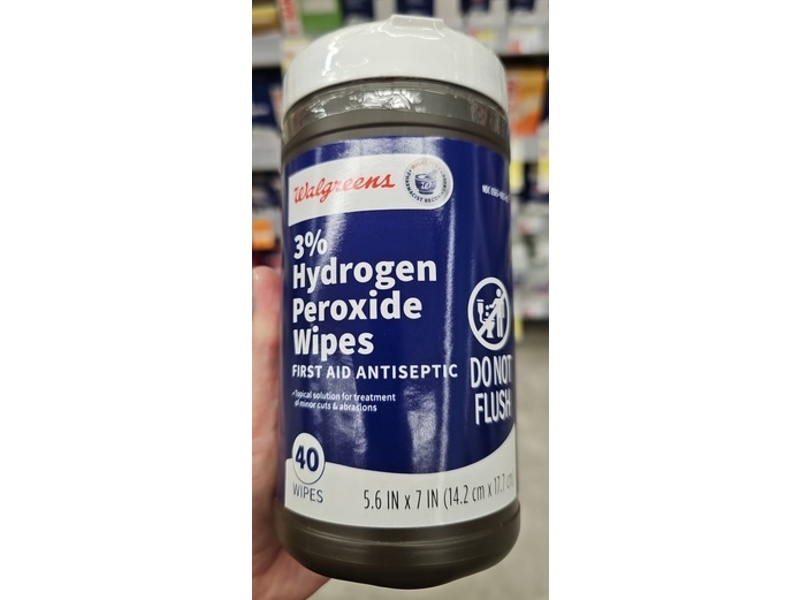 Walgreens
3%
Hydrogen
Peroxide
Wipes
FIRST AID ANTISEPTIC
Topical solution for treatment
of minor cuts & abrasions
DO NOT
FLUSH
40
WIPES
5.6 IN x 7 IN (14.2 cm x 17.7 cm